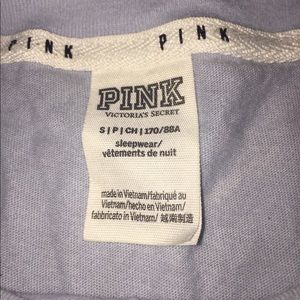 PINK PINK
PINK
VICTORIA'S SECRET
S | P | CH | 170/88A
sleepwear/
vêtements de nuit
made in Vietnam/fabriqué au
Vietnam/hecho en Vietnam/
fabbricato in Vietnam/ 越南制造